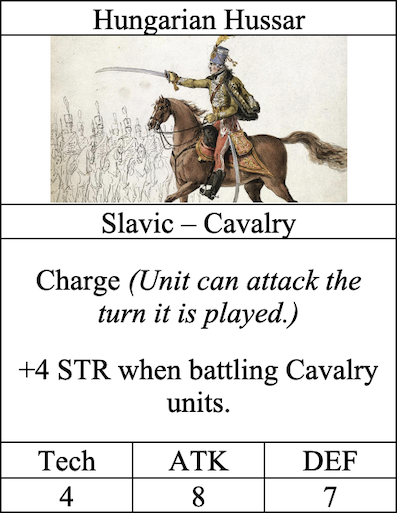 Hungarian Hussar
Slavic – Cavalry
Charge (Unit can attack the
turn it is played.)
+4 STR when battling Cavalry
units.
Tech ATK DEF
4 8 7